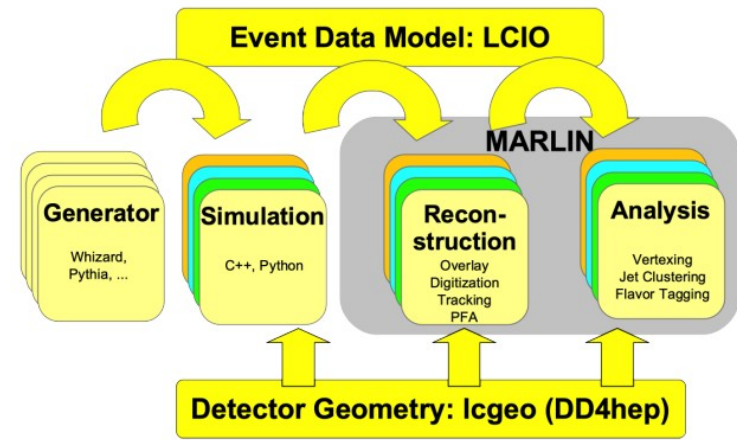 Event Data Model: LCIO
MARLIN
Generator
Whizard,
Pythia, ...
Simulation
C++, Python
Recon-
struction
Overlay
Digitization
Tracking
PFA
Analysis
Vertexing
Jet Clustering
Flavor Tagging
Detector Geometry: lcgeo (DD4hep)